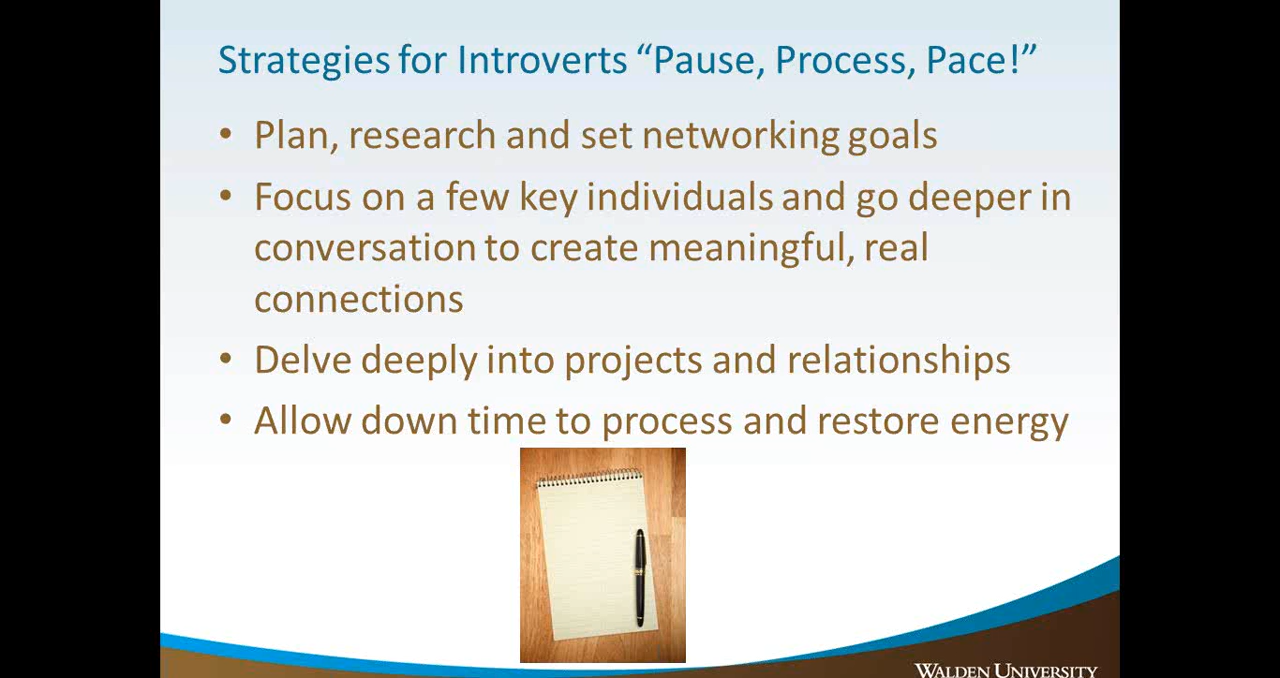 Strategies for Introverts “Pause, Process, Pace!”
• Plan, research and set networking goals
• Focus on a few key individuals and go deeper in
conversation to create meaningful, real
connections
• Delve deeply into projects and relationships
• Allow down time to process and restore energy
WALDEN UNIVERSITY